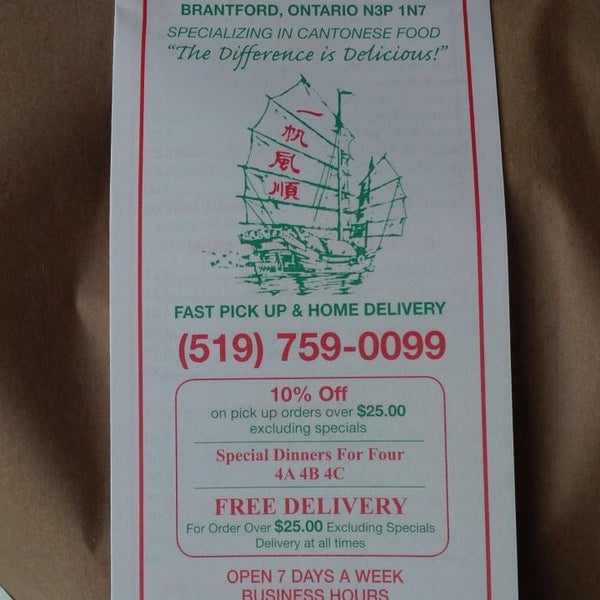 BRANTFORD, ONTARIO N3P 1N7
SPECIALIZING IN CANTONESE FOOD
"The Difference is Delicious!"
一帆風順
FAST PICK UP & HOME DELIVERY
(519) 759-0099
10% Off
on pick up orders over $25.00
excluding specials
Special Dinners For Four
4A 4B 4C
FREE DELIVERY
For Order Over $25.00 Excluding Specials
Delivery at all times
OPEN 7 DAYS A WEEK
BUSINESS HOURS